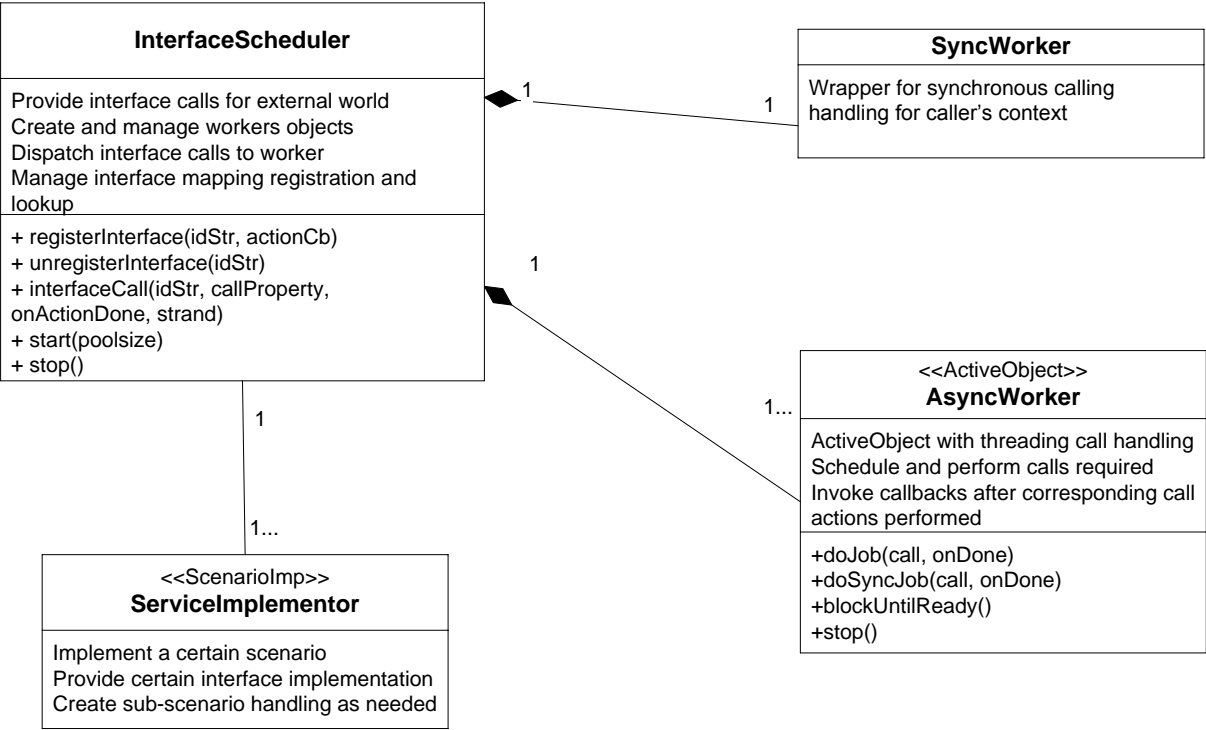 InterfaceScheduler
Provide interface calls for external world
Create and manage workers objects
Dispatch interface calls to worker
Manage interface mapping registration and
lookup
+ registerInterface(idStr, actionCb)
+ unregisterInterface(idStr)
+ interfaceCall(idStr, callProperty,
onActionDone, strand)
+ start(poolsize)
+ stop()
1
1
SyncWorker
Wrapper for synchronous calling
handling for caller's context
1
1...
<<ActiveObject>>
AsyncWorker
ActiveObject with threading call handling
Schedule and perform calls required
Invoke callbacks after corresponding call
actions performed
+doJob(call, onDone)
+doSyncJob(call, onDone)
+blockUntilReady()
+stop()
1
1...
<<ScenarioImp>>
ServiceImplementor
Implement a certain scenario
Provide certain interface implementation
Create sub-scenario handling as needed